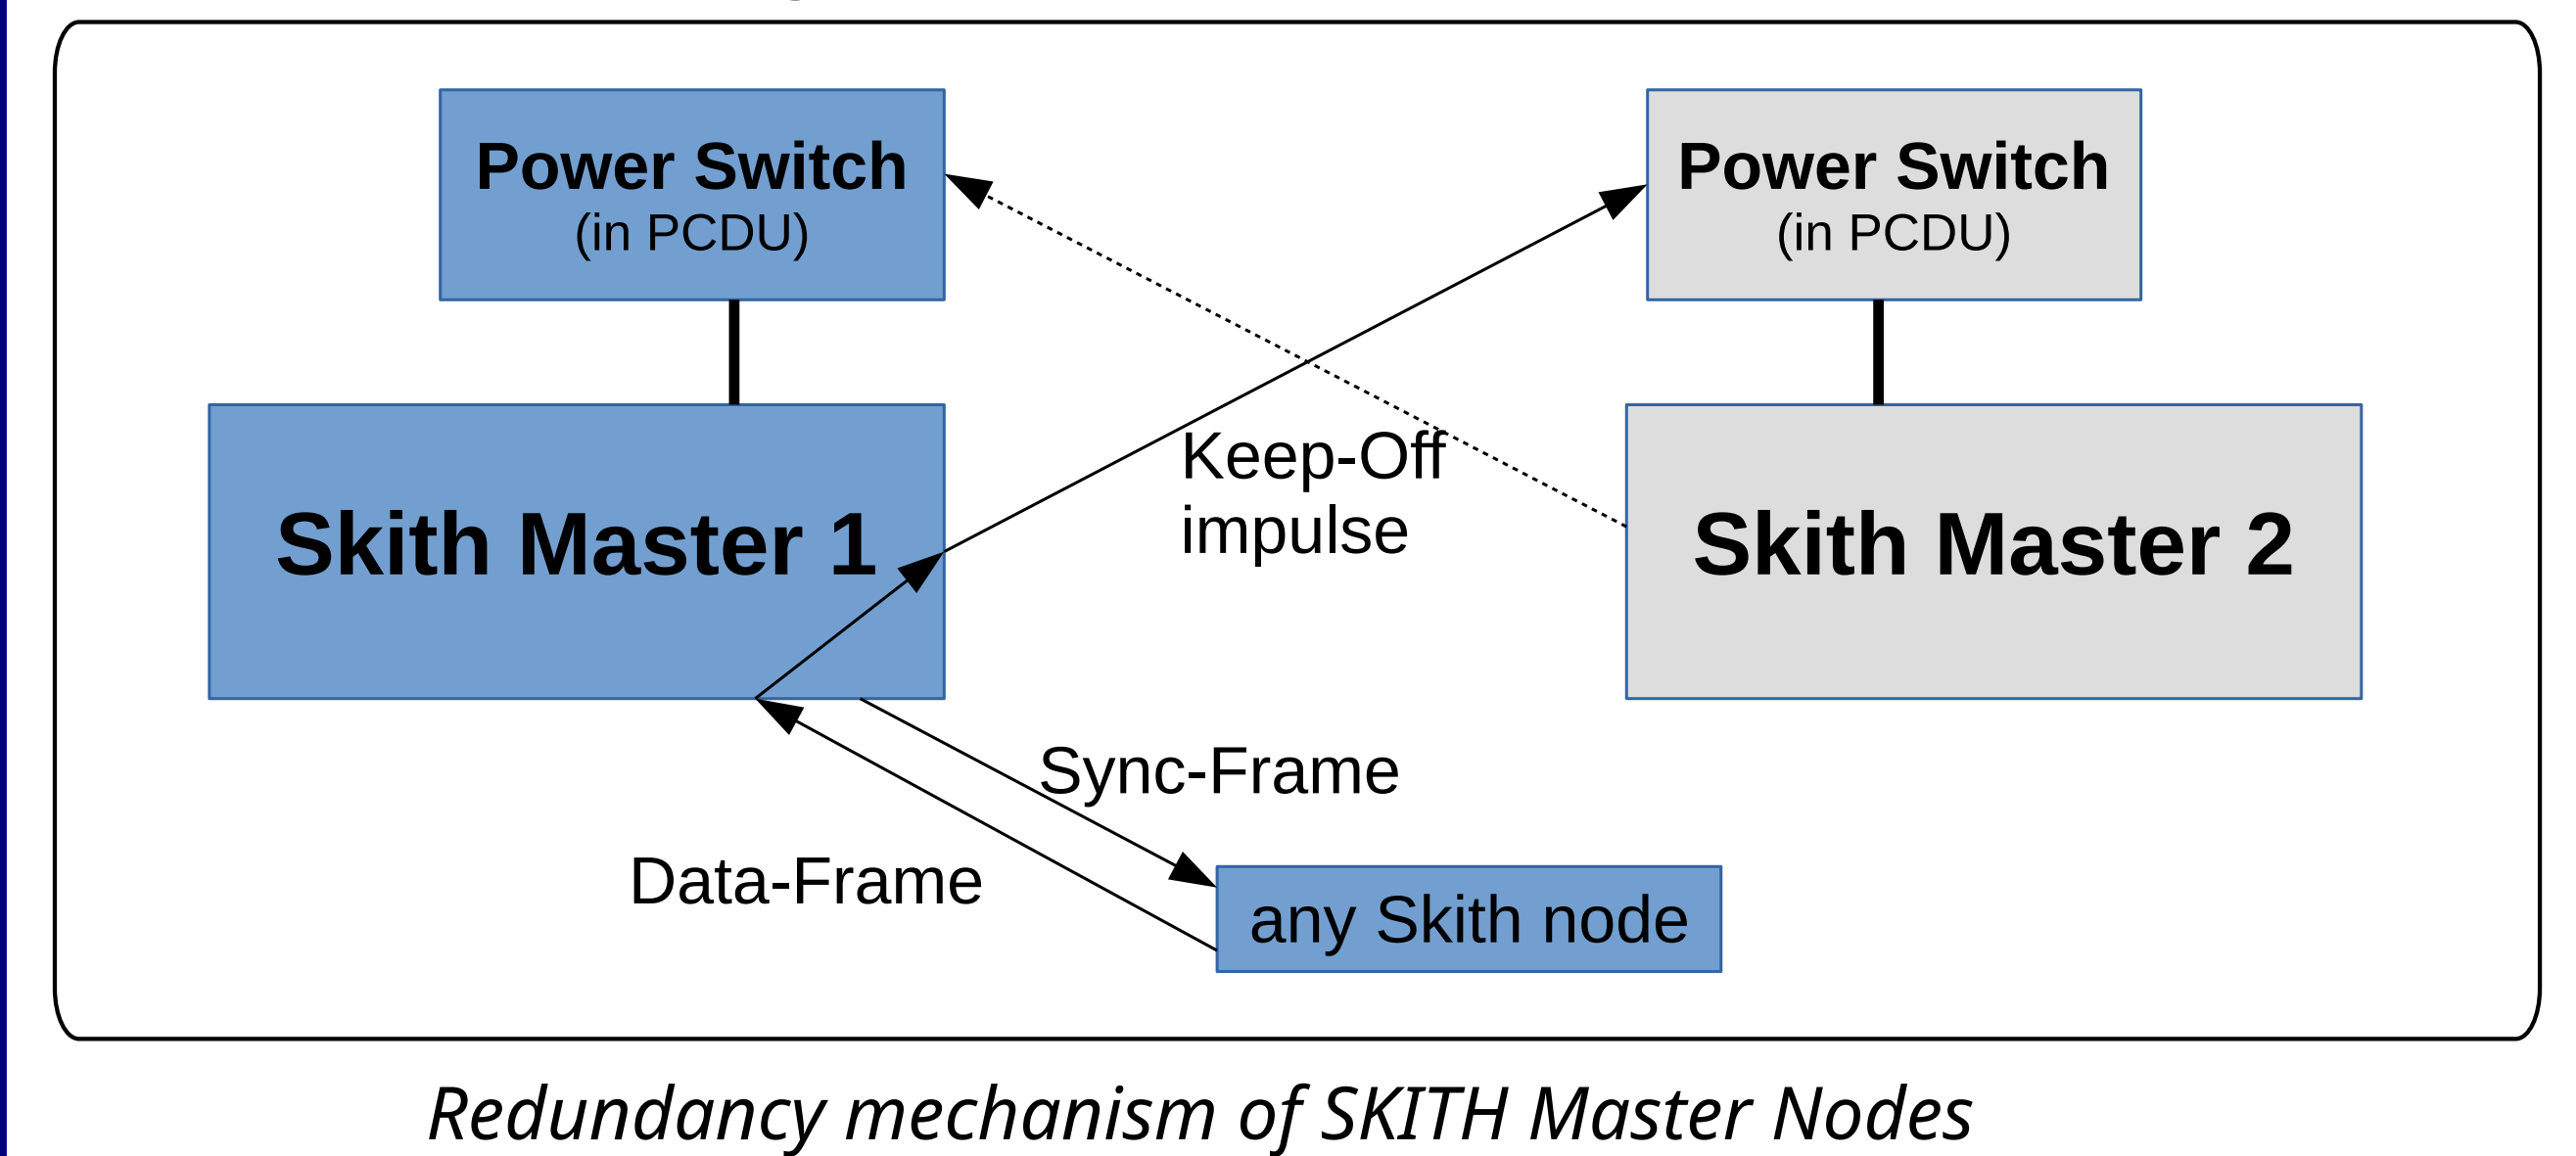 Power Switch
(in PCDU)
Power Switch
(in PCDU)
Keep-Off
impulse
Skith Master 1
Skith Master 2
Sync-Frame
Data-Frame
any Skith node
Redundancy mechanism of SKITH Master Nodes